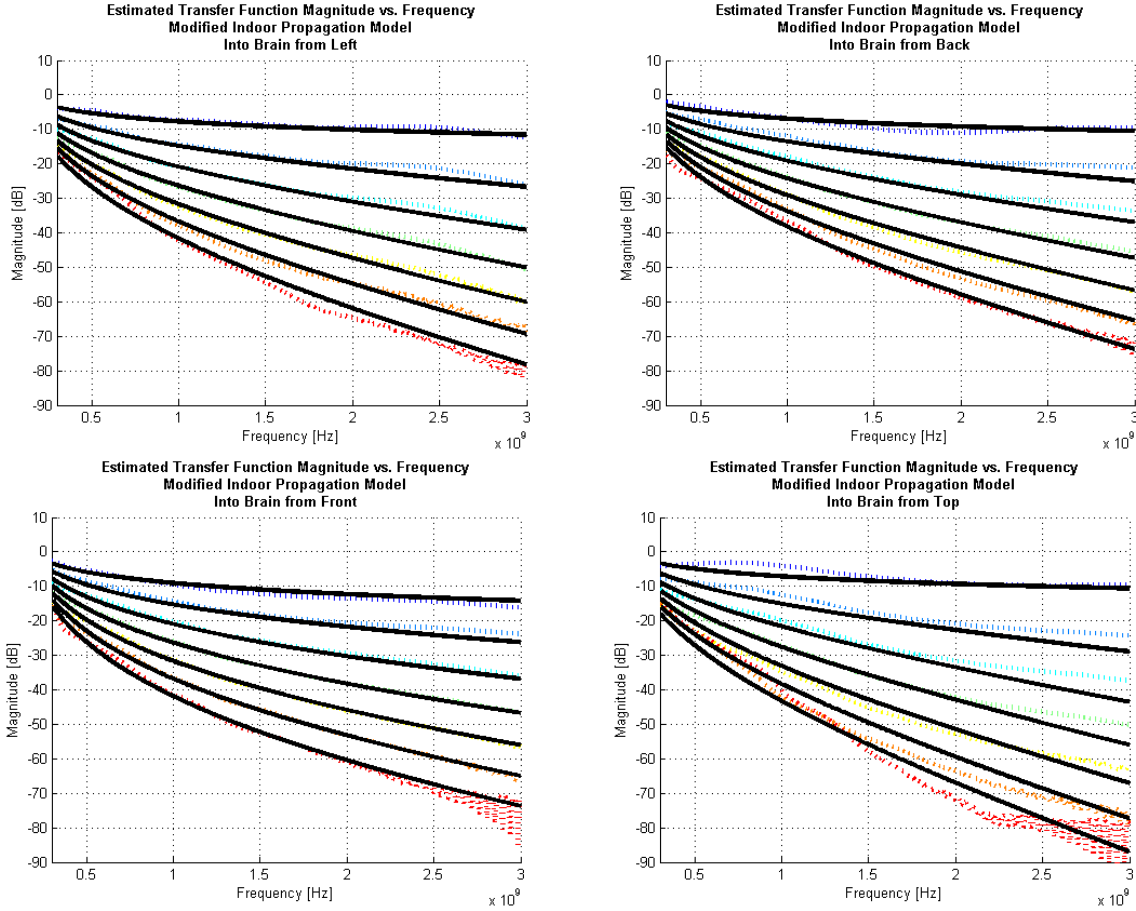 Estimated Transfer Function Magnitude vs. Frequency
Modified Indoor Propagation Model
Into Brain from Left
10
0
-10
-20
-30
-40
-50
-60
-70
-80
-90
Magnitude [dB]
0.5
1
1.5
2
2.5
3
Frequency [Hz]
x 10^9
Estimated Transfer Function Magnitude vs. Frequency
Modified Indoor Propagation Model
Into Brain from Back
10
0
-10
-20
-30
-40
-50
-60
-70
-80
-90
Magnitude [dB]
0.5
1
1.5
2
2.5
3
Frequency [Hz]
x 10^9
Estimated Transfer Function Magnitude vs. Frequency
Modified Indoor Propagation Model
Into Brain from Front
10
0
-10
-20
-30
-40
-50
-60
-70
-80
-90
Magnitude [dB]
0.5
1
1.5
2
2.5
3
Frequency [Hz]
x 10^9
Estimated Transfer Function Magnitude vs. Frequency
Modified Indoor Propagation Model
Into Brain from Top
10
0
-10
-20
-30
-40
-50
-60
-70
-80
-90
Magnitude [dB]
0.5
1
1.5
2
2.5
3
Frequency [Hz]
x 10^9